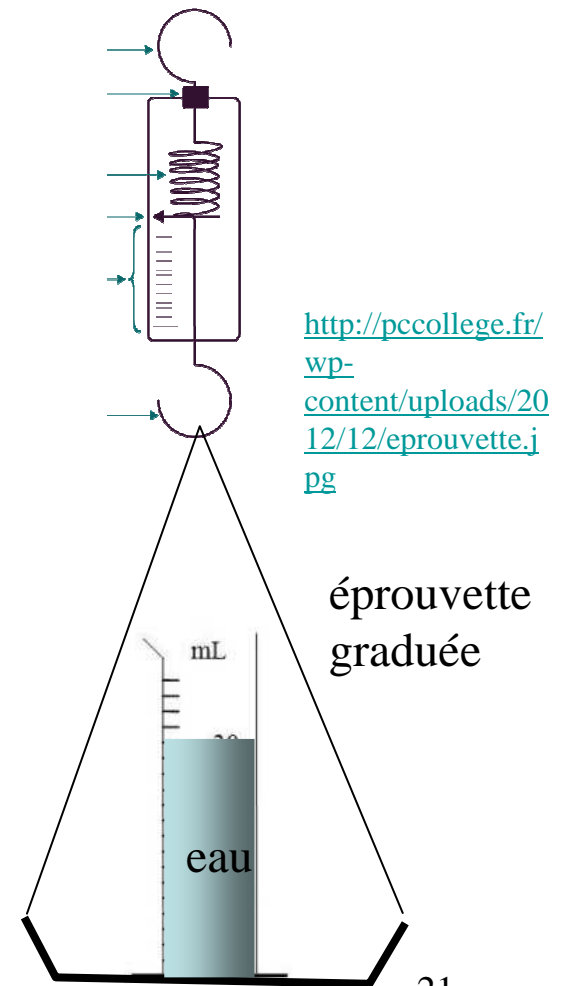 http://pccollege.fr/
wp-
content/uploads/20
12/12/eprouvette.j
pg
éprouvette
graduée
mL
eau